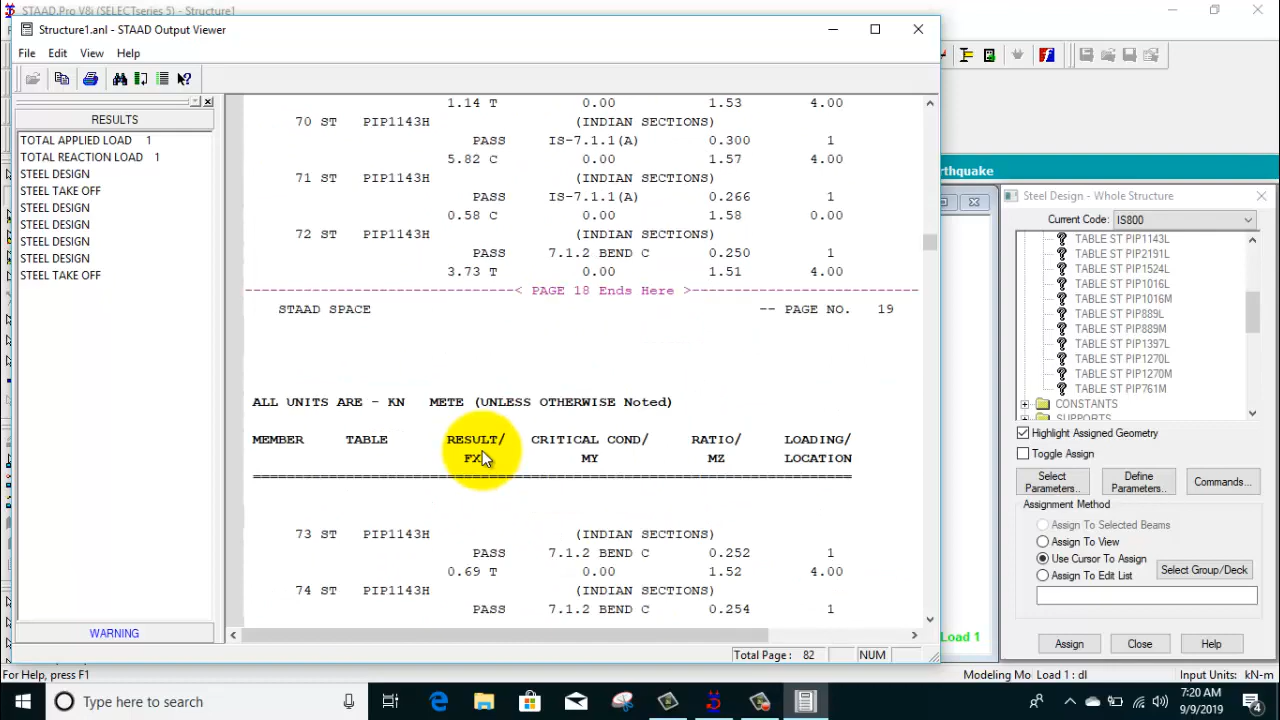 STAAD.Pro V8i (SELECTseries 5) - Structure1
Structure1.anl - STAAD Output Viewer
File Edit View Help
RESULTS
TOTAL APPLIED LOAD 1
TOTAL REACTION LOAD 1
STEEL DESIGN
STEEL TAKE OFF
STEEL DESIGN
STEEL DESIGN
STEEL DESIGN
STEEL DESIGN
STEEL TAKE OFF
WARNING
1.14 T 0.00 1.53 4.00
70 ST PIP1143H (INDIAN SECTIONS)
PASS IS-7.1.1(A) 0.300 1
5.82 C 0.00 1.57 4.00
71 ST PIP1143H (INDIAN SECTIONS)
PASS IS-7.1.1(A) 0.266 1
0.58 C 0.00 1.58 0.00
72 ST PIP1143H (INDIAN SECTIONS)
PASS 7.1.2 BEND C 0.250 1
3.73 T 0.00 1.51 4.00
--------------------------------< PAGE 18 Ends Here >---------------------------
STAAD SPACE -- PAGE NO. 19
ALL UNITS ARE - KN METE (UNLESS OTHERWISE Noted)
MEMBER TABLE RESULT/ CRITICAL COND/ RATIO/ LOADING/
FX MY MZ LOCATION
=======================================================================
73 ST PIP1143H (INDIAN SECTIONS)
PASS 7.1.2 BEND C 0.252 1
0.69 T 0.00 1.52 4.00
74 ST PIP1143H (INDIAN SECTIONS)
PASS 7.1.2 BEND C 0.254 1
Total Page : 82 NUM
rthquake
Load 1
Steel Design - Whole Structure
Current Code: IS800
TABLE ST PIP1143L
TABLE ST PIP2191L
TABLE ST PIP1524L
TABLE ST PIP1016L
TABLE ST PIP1016M
TABLE ST PIP889L
TABLE ST PIP889M
TABLE ST PIP1397L
TABLE ST PIP1270L
TABLE ST PIP1270M
TABLE ST PIP761M
CONSTANTS
SUPPORTS
Highlight Assigned Geometry
Toggle Assign
Select Parameters.. Define Parameters... Commands...
Assignment Method
Assign To Selected Beams
Assign To View
Use Cursor To Assign
Assign To Edit List
Select Group/Deck
Assign Close Help
For Help, press F1
Modeling Mo Load 1 : dl Input Units: kN-m
Type here to search
7:20 AM
9/9/2019